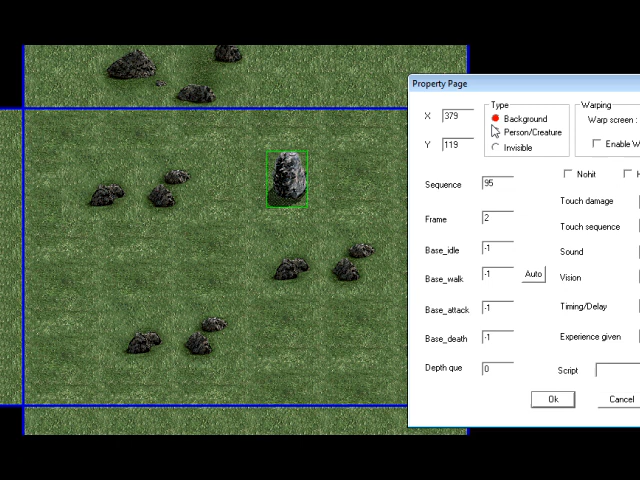 Property Page
X 379
Y 119
Type
Background
Person/Creature
Invisible
Warping
Warp screen :
Enable W
Sequence 95
Nohit
H
Frame 2
Touch damage
Touch sequence
Base_idle -1
Sound
Base_walk -1 Auto
Vision
Base_attack -1
Timing/Delay
Base_death -1
Experience given
Depth que 0
Script
Ok
Cancel